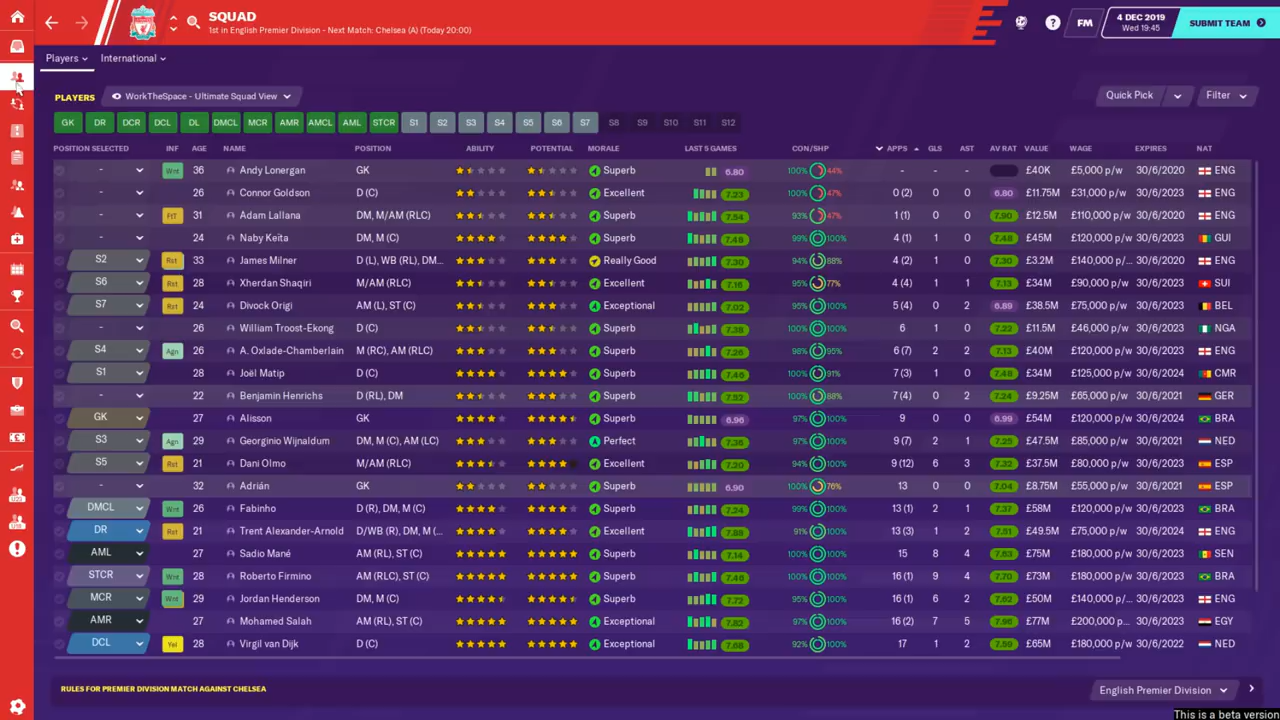 SQUAD
1st in English Premier Division - Next Match: Chelsea (A) (Today 20:00)
FM
4 DEC 2019
Wed 19:45
SUBMIT TEAM
Players International
PLAYERS WorkTheSpace - Ultimate Squad View Quick Pick Filter
GK DR DCR DCL DL DMCL MCR AMR AMCL AML STCR S1 S2 S3 S4 S5 S6 S7 S8 S9 S10 S11 S12
POSITION SELECTED INF AGE NAME POSITION ABILITY POTENTIAL MORALE LAST 5 GAMES CON/SHP APPS GLS AST AV RAT VALUE WAGE EXPIRES NAT
- Wnt 36 Andy Lonergan GK Superb 6.80 100% 44% - - - £40K £5,000 p/w 30/6/2020 ENG
- 26 Connor Goldson D (C) Excellent 7.23 100% 47% 0 (2) 0 0 6.80 £11.75M £31,000 p/w 30/6/2023 ENG
- FtT 31 Adam Lallana DM, M/AM (RLC) Superb 7.54 93% 47% 1 (1) 0 0 7.90 £12.5M £110,000 p/w 30/6/2020 ENG
- 24 Naby Keïta DM, M (C) Superb 7.48 99% 100% 4 (1) 1 0 7.48 £45M £120,000 p/w 30/6/2023 GUI
S2 Rst 33 James Milner D (L), WB (RL), DM... Really Good 7.30 94% 88% 4 (2) 1 0 7.30 £3.2M £140,000 p/... 30/6/2020 ENG
S6 Rst 28 Xherdan Shaqiri M/AM (RLC) Excellent 7.16 95% 77% 4 (4) 1 1 7.13 £34M £90,000 p/w 30/6/2023 SUI
S7 Rst 24 Divock Origi AM (L), ST (C) Exceptional 7.02 95% 100% 5 (4) 0 2 6.89 £38.5M £75,000 p/w 30/6/2023 BEL
- 26 William Troost-Ekong D (C) Superb 7.38 100% 100% 6 1 0 7.22 £11.5M £46,000 p/w 30/6/2023 NGA
S4 Agn 26 A. Oxlade-Chamberlain M (RC), AM (RLC) Superb 7.26 98% 95% 6 (7) 2 2 7.13 £40M £120,000 p/w 30/6/2023 ENG
S1 28 Joël Matip D (C) Superb 7.46 100% 91% 7 (3) 1 0 7.48 £34M £125,000 p/w 30/6/2024 CMR
- 22 Benjamin Henrichs D (RL), DM Superb 7.52 100% 88% 7 (4) 0 2 7.24 £9.25M £65,000 p/w 30/6/2021 GER
GK 27 Alisson GK Superb 6.96 97% 100% 9 0 0 6.99 £54M £120,000 p/w 30/6/2024 BRA
S3 Agn 29 Georginio Wijnaldum DM, M (C), AM (LC) Perfect 7.36 97% 100% 9 (7) 2 1 7.25 £47.5M £85,000 p/w 30/6/2021 NED
S5 Rst 21 Dani Olmo M/AM (RLC) Excellent 7.20 94% 100% 9 (12) 6 3 7.32 £37.5M £80,000 p/w 30/6/2023 ESP
- 32 Adrián GK Superb 6.90 100% 76% 13 0 0 7.04 £8.75M £55,000 p/w 30/6/2021 ESP
DMCL Wnt 26 Fabinho D (R), DM, M (C) Superb 7.24 99% 100% 13 (1) 2 1 7.37 £58M £120,000 p/w 30/6/2023 BRA
DR Rst 21 Trent Alexander-Arnold D/WB (R), DM, M (... Excellent 7.88 91% 100% 13 (3) 1 2 7.51 £49.5M £75,000 p/w 30/6/2024 ENG
AML 27 Sadio Mané AM (RL), ST (C) Superb 7.14 100% 100% 15 8 4 £75M £180,000 p/w 30/6/2023 SEN
STCR Wnt 28 Roberto Firmino AM (RLC), ST (C) Superb 7.46 100% 100% 16 (1) 9 4 7.70 £73M £180,000 p/w 30/6/2023 BRA
MCR Wnt 29 Jordan Henderson DM, M (C) Superb 7.72 99% 100% 16 (1) 6 2 £50M £140,000 p/... 30/6/2023 ENG
AMR 27 Mohamed Salah AM (RL), ST (C) Exceptional 7.82 97% 100% 16 (2) 7 5 7.96 £77M £200,000 p/... 30/6/2023 EGY
DCL Yel 28 Virgil van Dijk D (C) Exceptional 7.68 92% 100% 17 1 2 7.59 £65M £180,000 p/w 30/6/2022 NED
RULES FOR PREMIER DIVISION MATCH AGAINST CHELSEA English Premier Division
This is a beta version